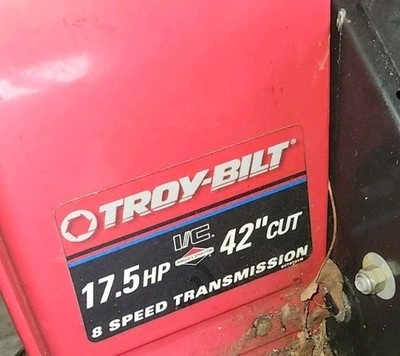 TROY-BILT®
I/C.
17.5 HP 42" CUT
8 SPEED TRANSMISSION